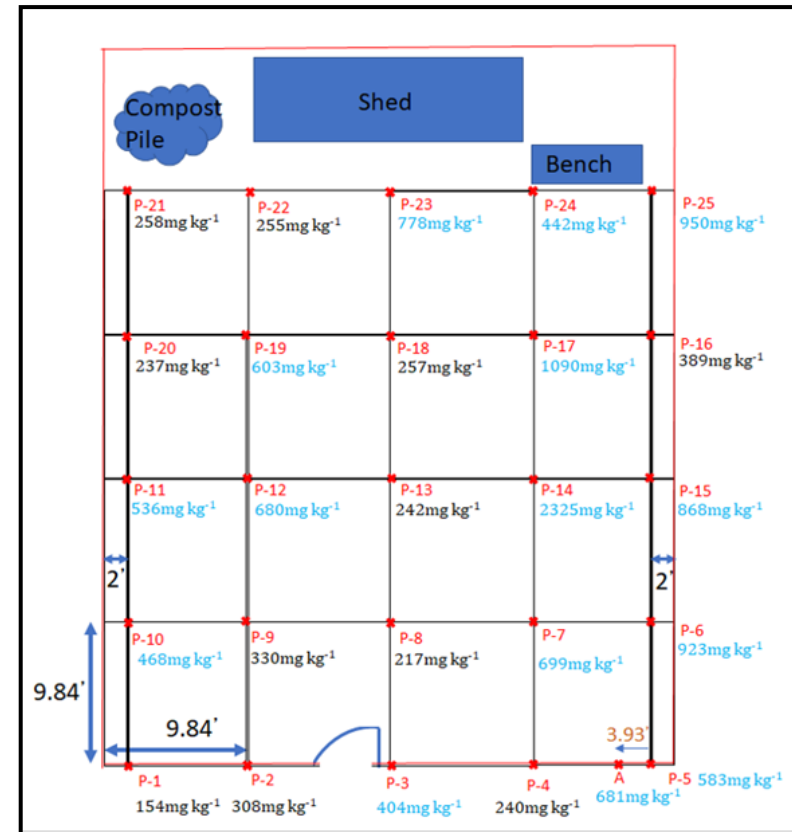 Compost
Pile
Shed
Bench
P-21
258mg kg⁻¹
P-22
255mg kg⁻¹
P-23
778mg kg⁻¹
P-24
442mg kg⁻¹
P-25
950mg kg⁻¹
P-20
237mg kg⁻¹
P-19
603mg kg⁻¹
P-18
257mg kg⁻¹
P-17
1090mg kg⁻¹
P-16
389mg kg⁻¹
P-11
536mg kg⁻¹
P-12
680mg kg⁻¹
P-13
242mg kg⁻¹
P-14
2325mg kg⁻¹
P-15
868mg kg⁻¹
2'
2'
P-10
468mg kg⁻¹
P-9
330mg kg⁻¹
P-8
217mg kg⁻¹
P-7
699mg kg⁻¹
P-6
923mg kg⁻¹
9.84'
9.84'
3.93'
P-1
154mg kg⁻¹
P-2
308mg kg⁻¹
P-3
404mg kg⁻¹
P-4
240mg kg⁻¹
A
681mg kg⁻¹
P-5 583mg kg⁻¹